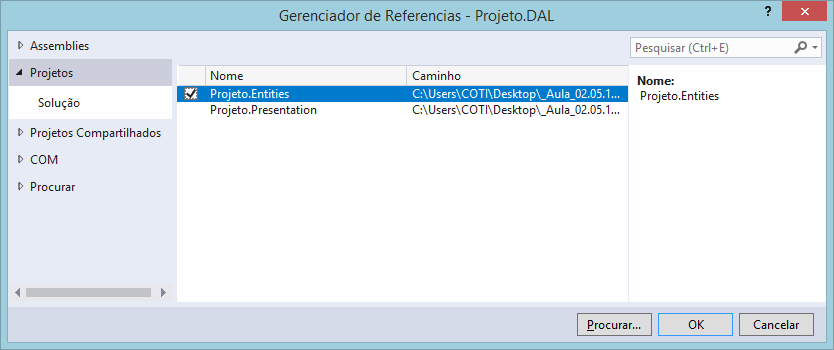 Gerenciador de Referencias - Projeto.DAL
?
Assemblies
Projetos
Solução
Projetos Compartilhados
COM
Procurar
Nome Caminho
Projeto.Entities C:\Users\COTI\Desktop\_Aula_02.05.1...
Projeto.Presentation C:\Users\COTI\Desktop\_Aula_02.05.1...
Pesquisar (Ctrl+E)
Nome:
Projeto.Entities
Procurar... OK Cancelar